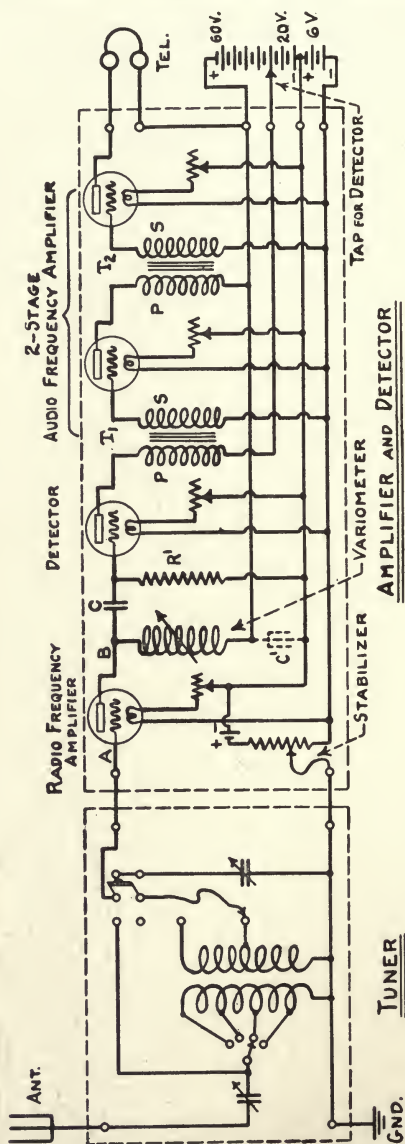 ANT.
GND.
TUNER
RADIO FREQUENCY
AMPLIFIER
A
+
-
B
C
C'
R'
DETECTOR
2-STAGE
AUDIO FREQUENCY AMPLIFIER
T1
P
S
T2
P
S
TEL.
+
60V.
20V.
-
+
6V.
-
TAP FOR DETECTOR
VARIOMETER
STABILIZER
AMPLIFIER AND DETECTOR